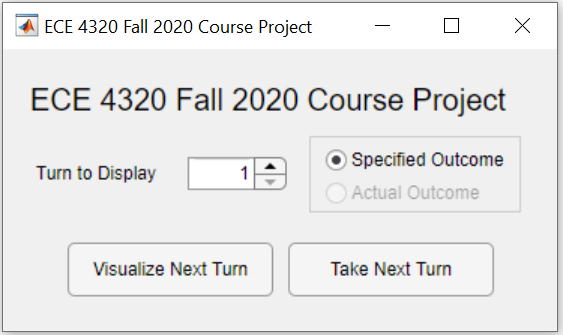 ECE 4320 Fall 2020 Course Project
ECE 4320 Fall 2020 Course Project
Turn to Display 1
Specified Outcome
Actual Outcome
Visualize Next Turn Take Next Turn